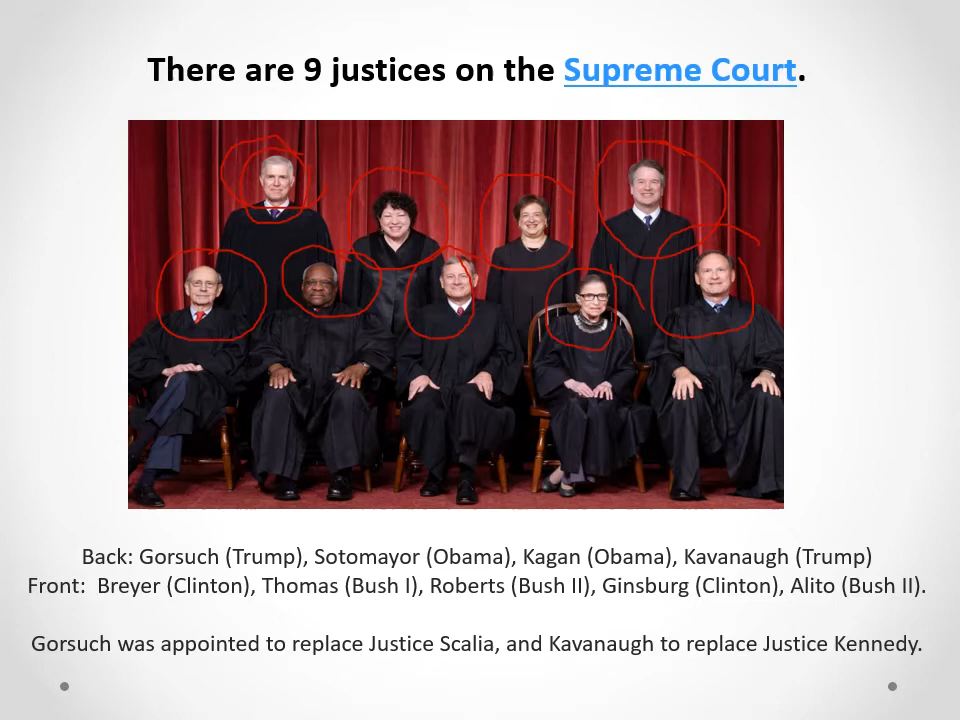 There are 9 justices on the Supreme Court.
Back: Gorsuch (Trump), Sotomayor (Obama), Kagan (Obama), Kavanaugh (Trump)
Front:  Breyer (Clinton), Thomas (Bush I), Roberts (Bush II), Ginsburg (Clinton), Alito (Bush II).
Gorsuch was appointed to replace Justice Scalia, and Kavanaugh to replace Justice Kennedy.